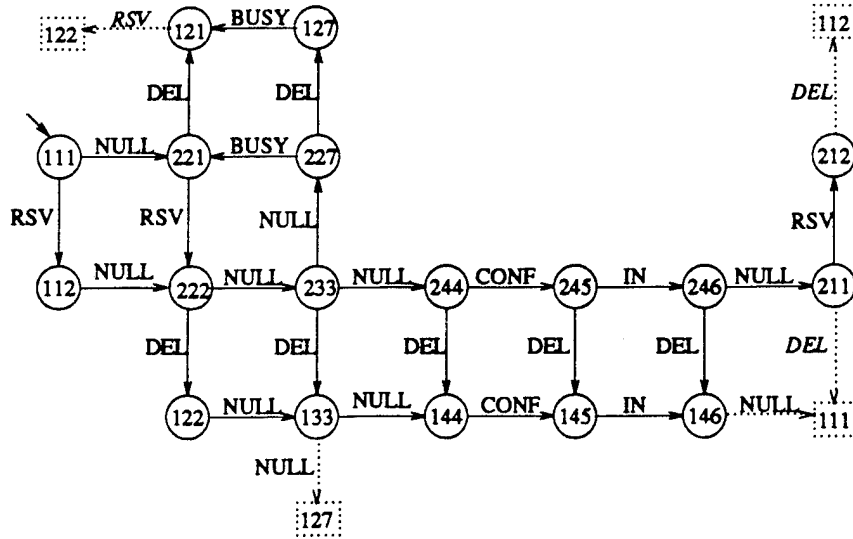 122 RSV 121 BUSY 127 112
DEL DEL DEL
111 NULL 221 BUSY 227 212
RSV RSV NULL RSV
112 NULL 222 NULL 233 NULL 244 CONF 245 IN 246 NULL 211
DEL DEL DEL DEL DEL DEL
122 NULL 133 NULL 144 CONF 145 IN 146 NULL 111
NULL
127